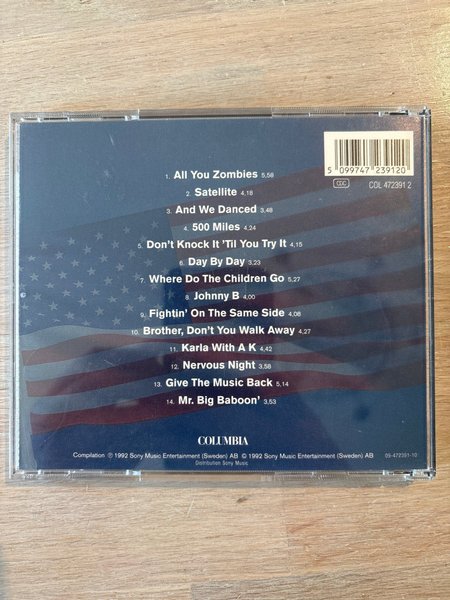 5 099747 239120
CDC
COL 472391 2
1. All You Zombies 5,58
2. Satellite 4,18
3. And We Danced 3,48
4. 500 Miles 4,24
5. Don't Knock It 'Til You Try It 4,15
6. Day By Day 3,23
7. Where Do The Children Go 5,27
8. Johnny B 4,00
9. Fightin' On The Same Side 4,08
10. Brother, Don't You Walk Away 4,27
11. Karla With A K 4,42
12. Nervous Night 3,58
13. Give The Music Back 5,14
14. Mr. Big Baboon' 3,53
COLUMBIA
Compilation ℗ 1992 Sony Music Entertainment (Sweden) AB © 1992 Sony Music Entertainment (Sweden) AB 09-472391-10
Distribution Sony Music